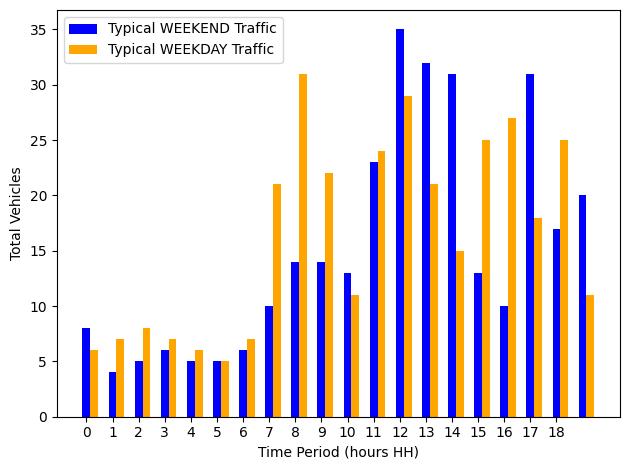 Typical WEEKEND Traffic
Typical WEEKDAY Traffic
35
30
25
20
15
10
5
0
Total Vehicles
0 1 2 3 4 5 6 7 8 9 10 11 12 13 14 15 16 17 18
Time Period (hours HH)